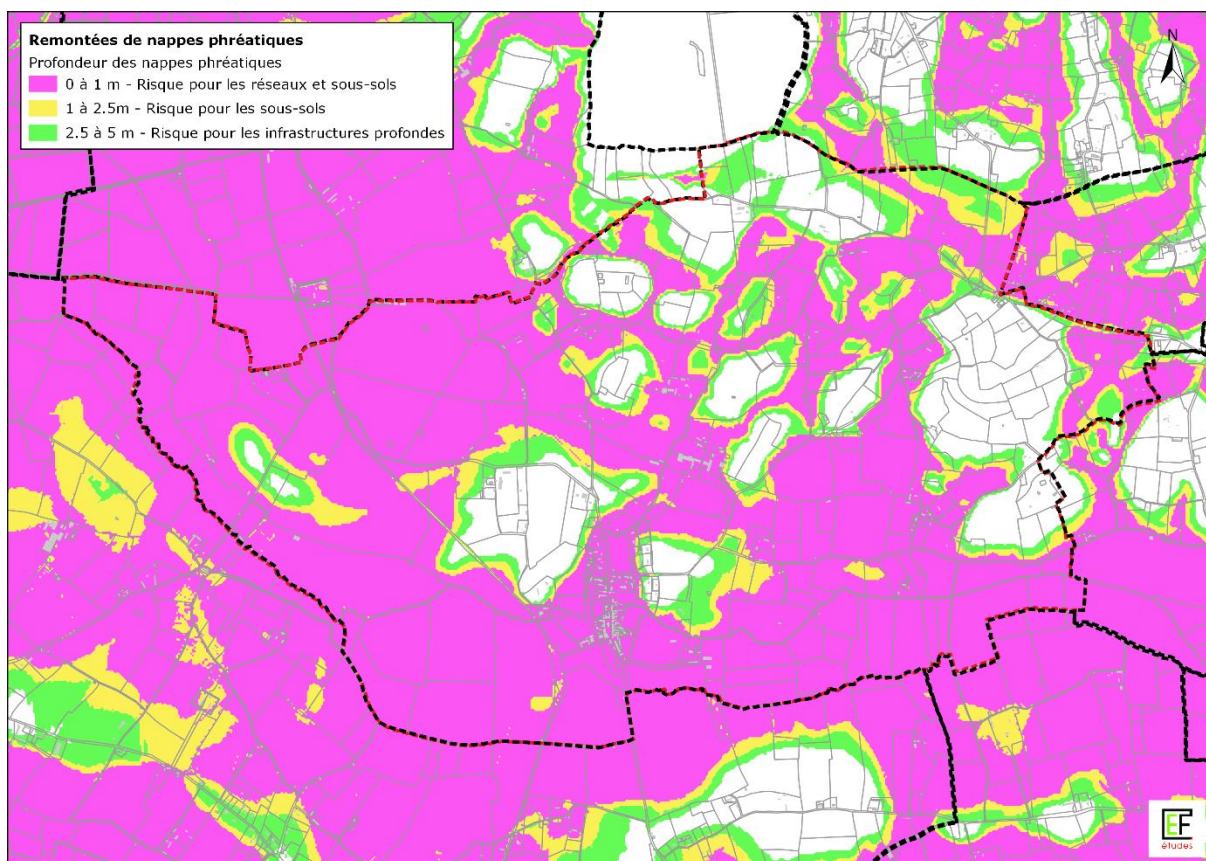 Remontées de nappes phréatiques
Profondeur des nappes phréatiques
0 à 1 m - Risque pour les réseaux et sous-sols
1 à 2.5m - Risque pour les sous-sols
2.5 à 5 m - Risque pour les infrastructures profondes
N
EF
études